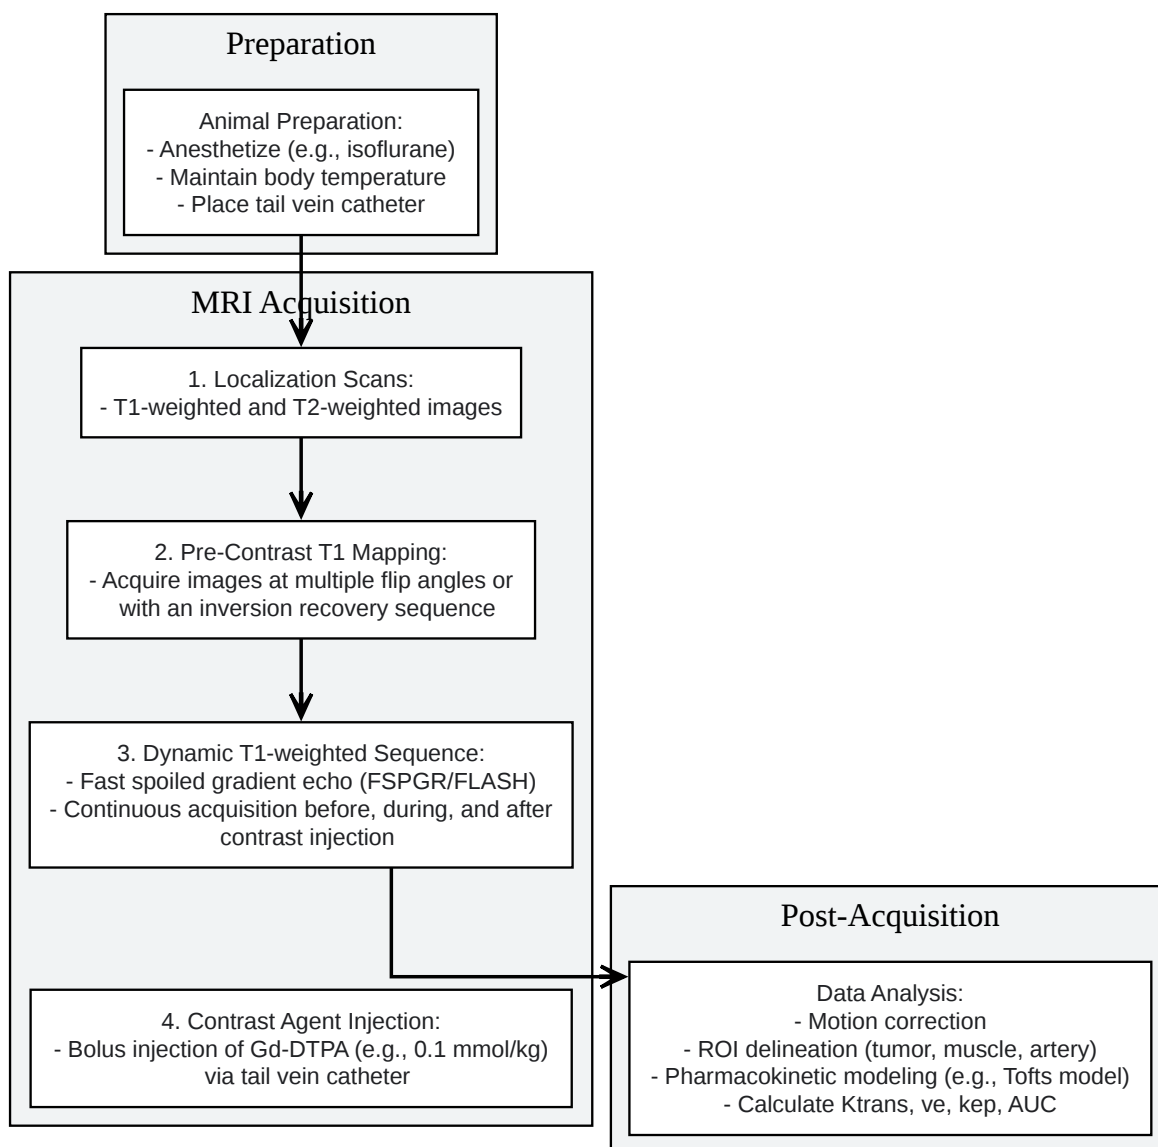 Preparation
Animal Preparation:
- Anesthetize (e.g., isoflurane)
- Maintain body temperature
- Place tail vein catheter
MRI Acquisition
1. Localization Scans:
- T1-weighted and T2-weighted images
2. Pre-Contrast T1 Mapping:
- Acquire images at multiple flip angles or
with an inversion recovery sequence
3. Dynamic T1-weighted Sequence:
- Fast spoiled gradient echo (FSPGR/FLASH)
- Continuous acquisition before, during, and after
contrast injection
4. Contrast Agent Injection:
- Bolus injection of Gd-DTPA (e.g., 0.1 mmol/kg)
via tail vein catheter
Post-Acquisition
Data Analysis:
- Motion correction
- ROI delineation (tumor, muscle, artery)
- Pharmacokinetic modeling (e.g., Tofts model)
- Calculate Ktrans, ve, kep, AUC